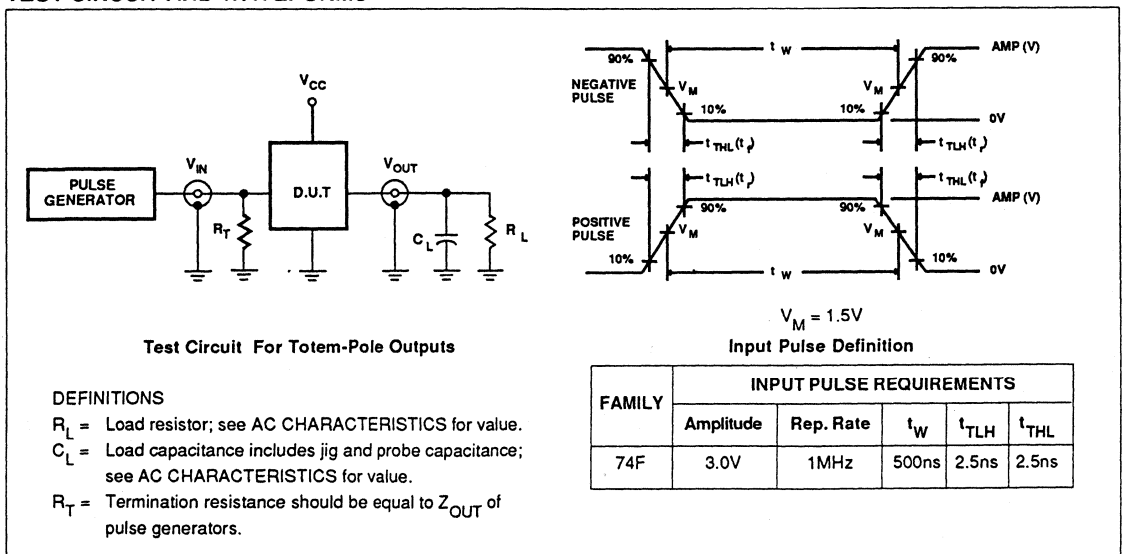 V_CC
V_IN
PULSE GENERATOR
D.U.T
V_OUT
R_T
C_L
R_L
Test Circuit For Totem-Pole Outputs
DEFINITIONS
R_L = Load resistor; see AC CHARACTERISTICS for value.
C_L = Load capacitance includes jig and probe capacitance;
see AC CHARACTERISTICS for value.
R_T = Termination resistance should be equal to Z_OUT of
pulse generators.
t_W
AMP (V)
90%
90%
NEGATIVE
PULSE
V_M
V_M
10%
10%
0V
t_THL(t_f)
t_TLH(t_r)
t_TLH(t_r)
t_THL(t_f)
AMP (V)
90%
90%
POSITIVE
PULSE
V_M
V_M
10%
10%
t_W
0V
V_M = 1.5V
Input Pulse Definition
FAMILY
INPUT PULSE REQUIREMENTS
Amplitude Rep. Rate t_W t_TLH t_THL
74F 3.0V 1MHz 500ns 2.5ns 2.5ns